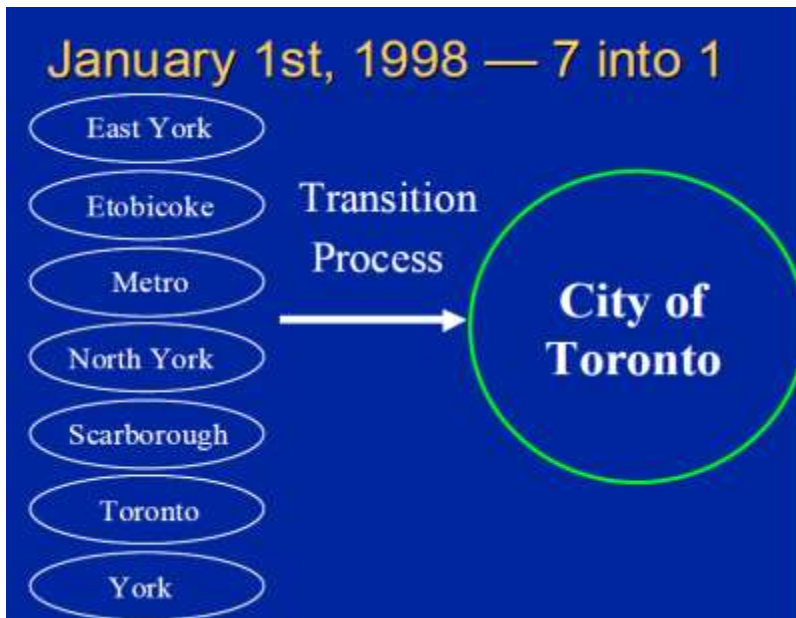 January 1st, 1998 — 7 into 1
East York
Etobicoke
Metro
North York
Scarborough
Toronto
York
Transition
Process
City of
Toronto